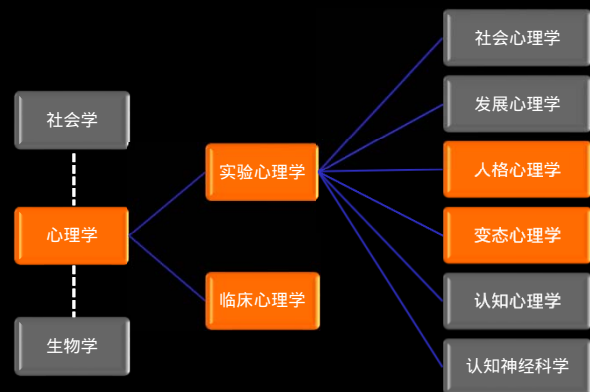 社会学
心理学
生物学
实验心理学
临床心理学
社会心理学
发展心理学
人格心理学
变态心理学
认知心理学
认知神经科学